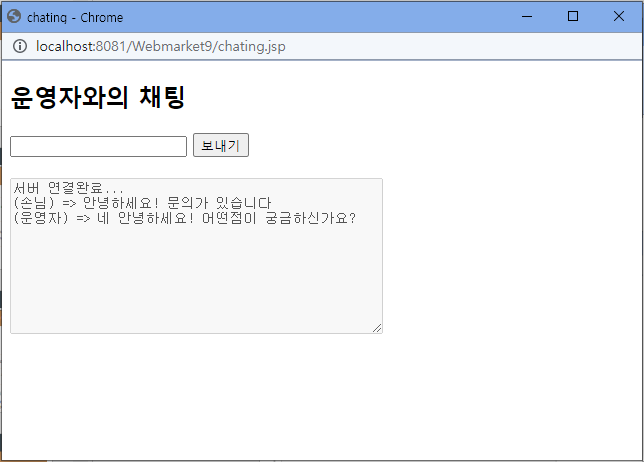 chating - Chrome
localhost:8081/Webmarket9/chating.jsp
운영자와의 채팅
보내기
서버 연결완료...
(손님) => 안녕하세요! 문의가 있습니다
(운영자) => 네 안녕하세요! 어떤점이 궁금하신가요?